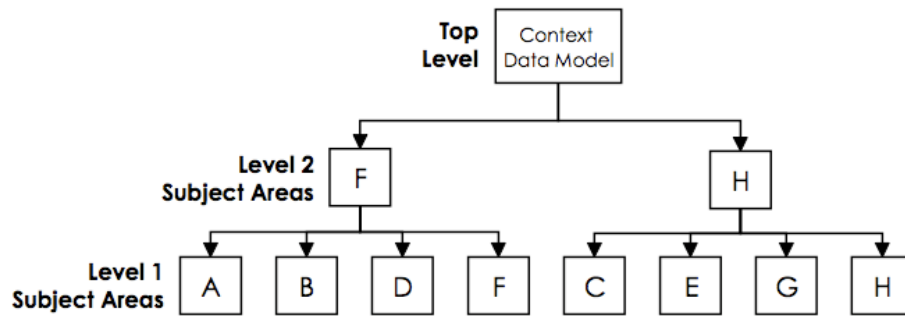 Top
Level
Context
Data Model
Level 2
Subject Areas
F
H
Level 1
Subject Areas
A
B
D
F
C
E
G
H